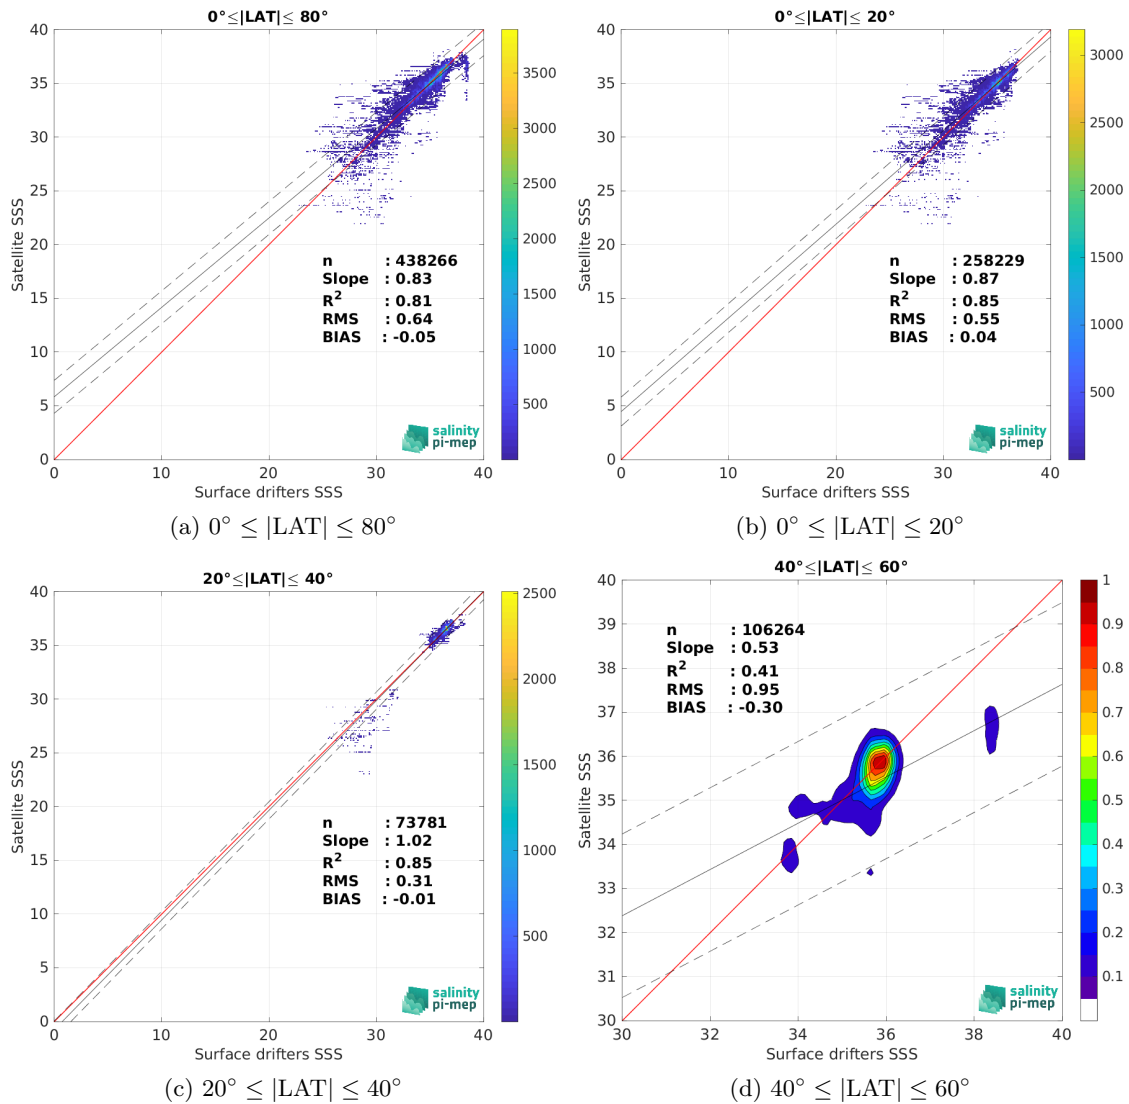 0°≤|LAT|≤ 80°
40
35
30
25
20
15
10
5
0
Satellite SSS
n : 438266
Slope : 0.83
R² : 0.81
RMS : 0.64
BIAS : -0.05
salinity
pi-mep
0 10 20 30 40
Surface drifters SSS
3500
3000
2500
2000
1500
1000
500
(a) 0° ≤ |LAT| ≤ 80°
0°≤|LAT|≤ 20°
40
35
30
25
20
15
10
5
0
Satellite SSS
n : 258229
Slope : 0.87
R² : 0.85
RMS : 0.55
BIAS : 0.04
salinity
pi-mep
0 10 20 30 40
Surface drifters SSS
3000
2500
2000
1500
1000
500
(b) 0° ≤ |LAT| ≤ 20°
20°≤|LAT|≤ 40°
40
35
30
25
20
15
10
5
0
Satellite SSS
n : 73781
Slope : 1.02
R² : 0.85
RMS : 0.31
BIAS : -0.01
salinity
pi-mep
0 10 20 30 40
Surface drifters SSS
2500
2000
1500
1000
500
(c) 20° ≤ |LAT| ≤ 40°
40°≤|LAT|≤ 60°
40
39
38
37
36
35
34
33
32
31
30
Satellite SSS
n : 106264
Slope : 0.53
R² : 0.41
RMS : 0.95
BIAS : -0.30
salinity
pi-mep
30 32 34 36 38 40
Surface drifters SSS
1
0.9
0.8
0.7
0.6
0.5
0.4
0.3
0.2
0.1
(d) 40° ≤ |LAT| ≤ 60°